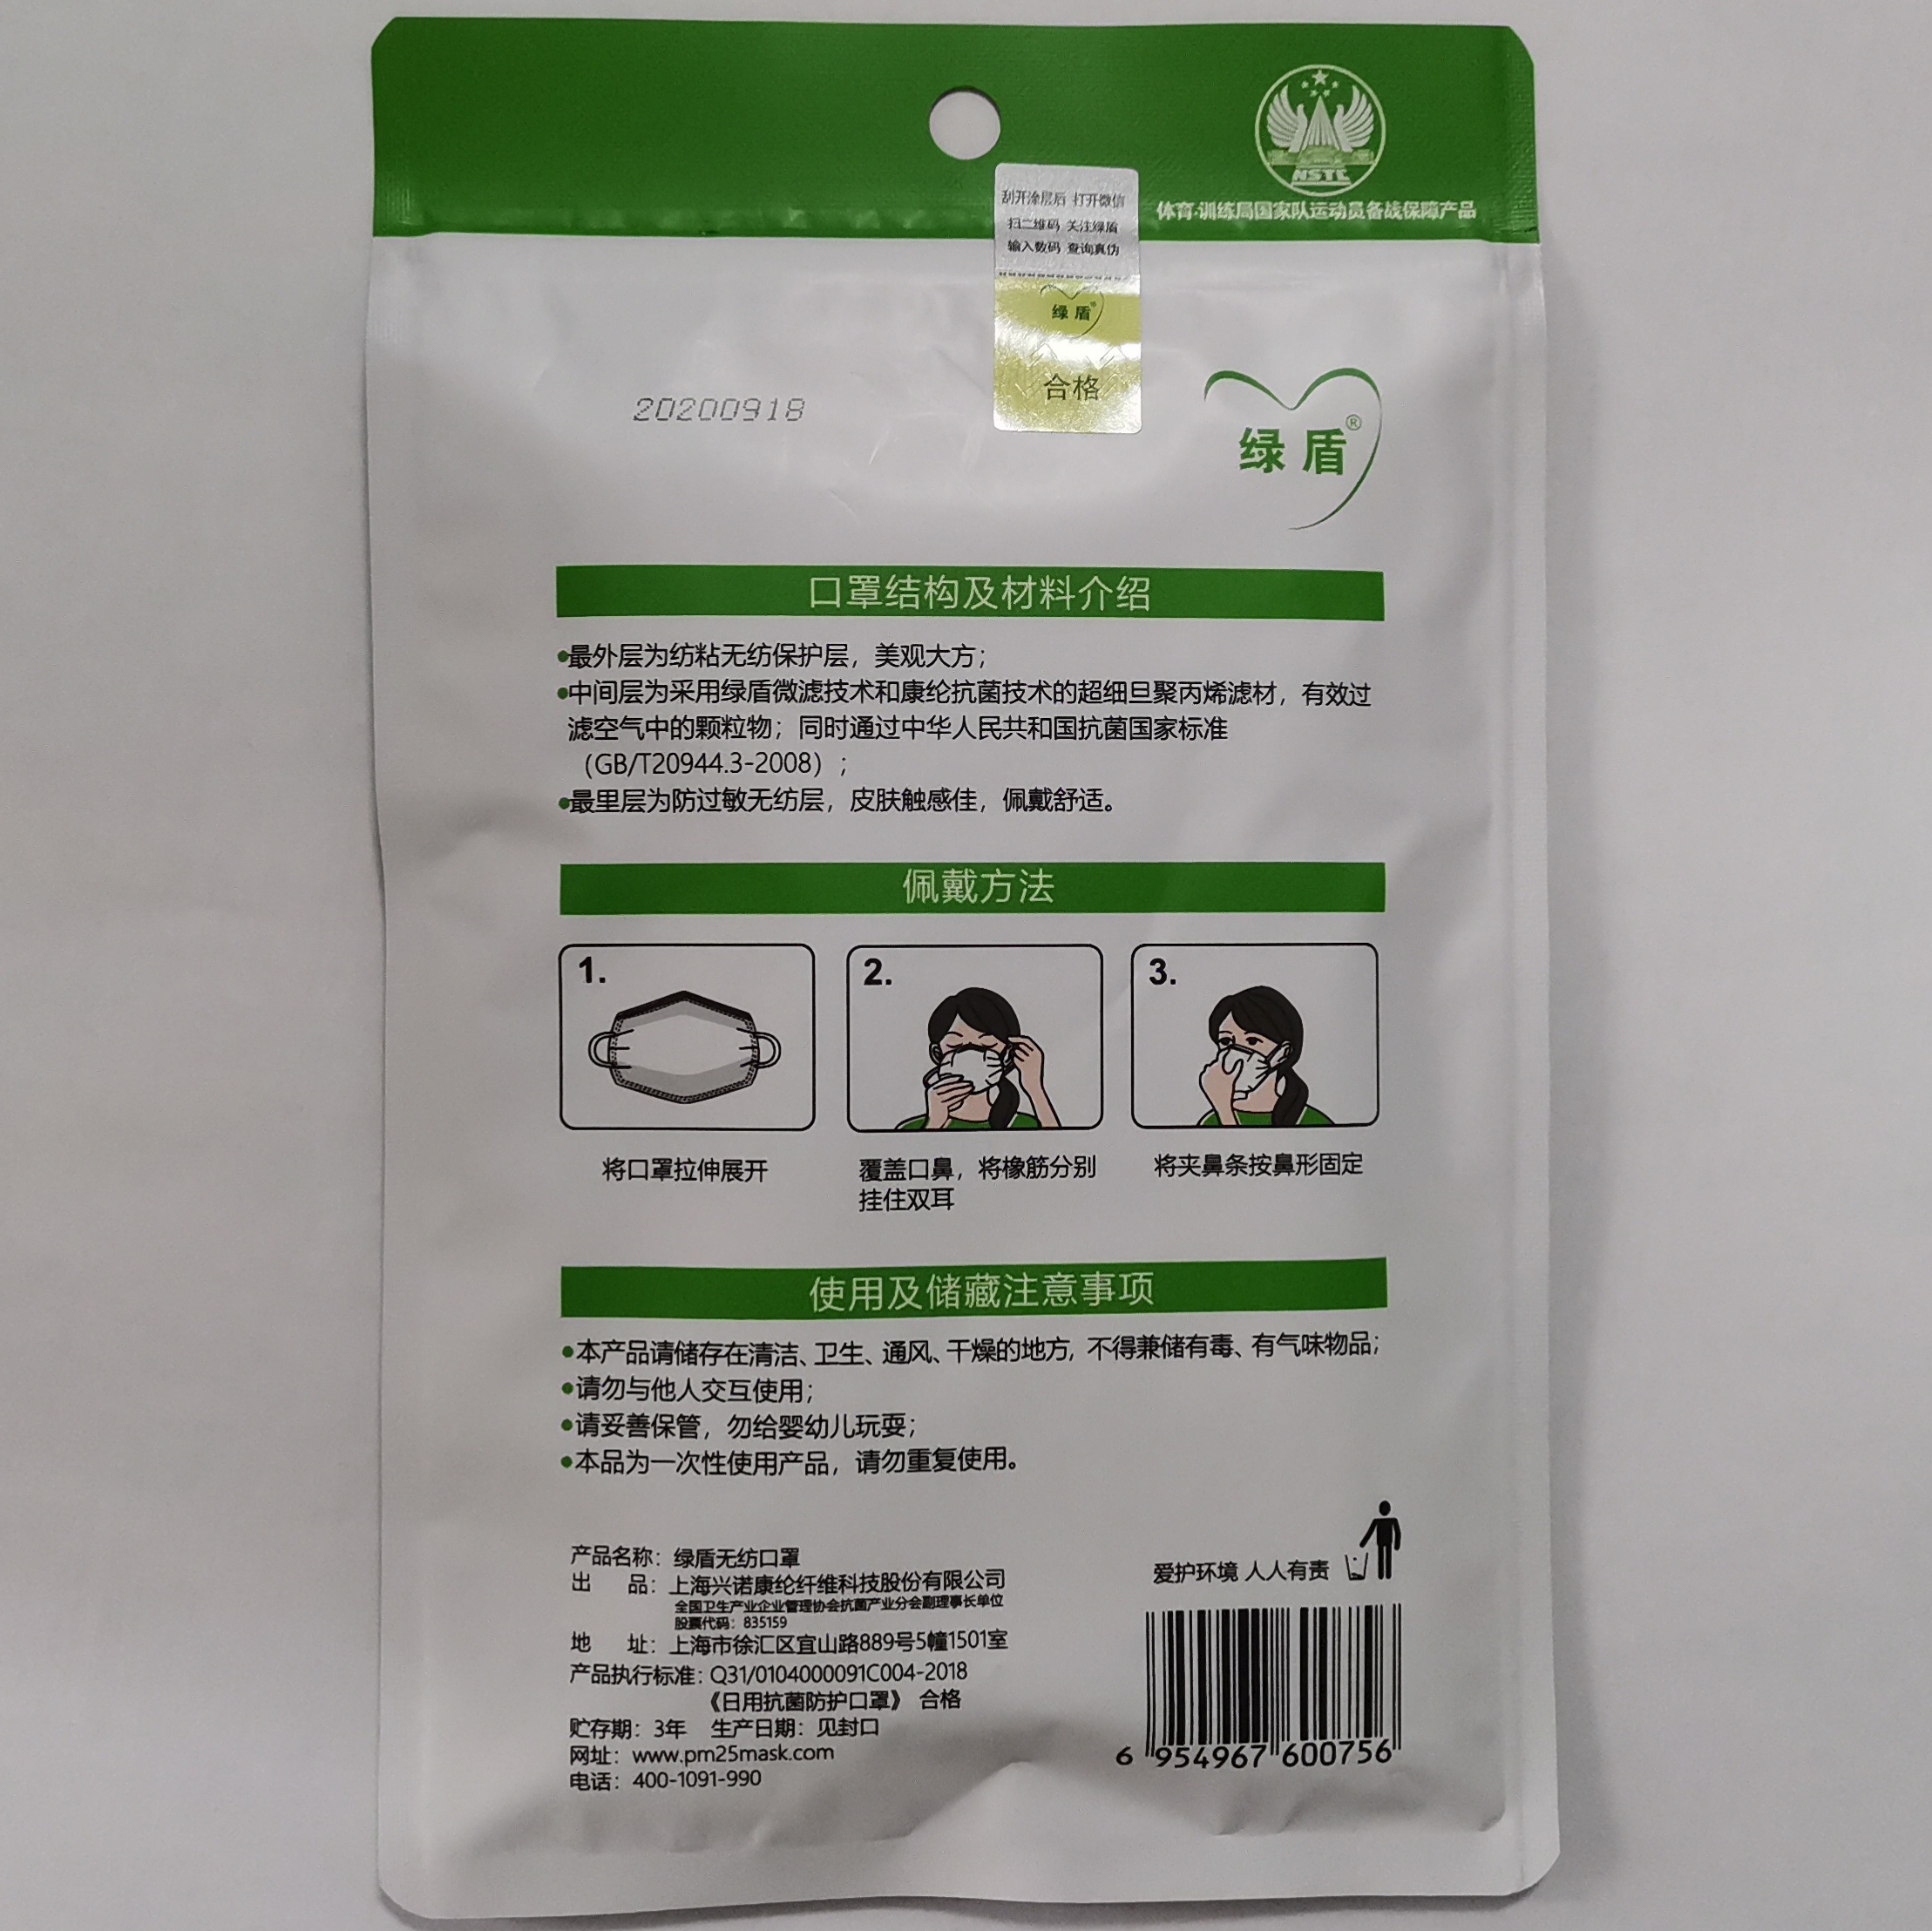 NSTC
体育·训练局国家队运动员备战保障产品
刮开涂层后 打开微信
扫二维码 关注绿盾
输入数码 查询真伪
绿盾®
合格
20200918
绿盾®
口罩结构及材料介绍
●最外层为纺粘无纺保护层，美观大方；
●中间层为采用绿盾微滤技术和康纶抗菌技术的超细旦聚丙烯滤材，有效过
滤空气中的颗粒物；同时通过中华人民共和国抗菌国家标准
（GB/T20944.3-2008）；
●最里层为防过敏无纺层，皮肤触感佳，佩戴舒适。
佩戴方法
1.
2.
3.
将口罩拉伸展开
覆盖口鼻，将橡筋分别
挂住双耳
将夹鼻条按鼻形固定
使用及储藏注意事项
●本产品请储存在清洁、卫生、通风、干燥的地方, 不得兼储有毒、有气味物品；
●请勿与他人交互使用；
●请妥善保管，勿给婴幼儿玩耍；
●本品为一次性使用产品，请勿重复使用。
产品名称：绿盾无纺口罩
出 品：上海兴诺康纶纤维科技股份有限公司
全国卫生产业企业管理协会抗菌产业分会副理事长单位
股票代码：835159
地 址：上海市徐汇区宜山路889号5幢1501室
产品执行标准：Q31/0104000091C004-2018
《日用抗菌防护口罩》 合格
贮存期：3年 生产日期：见封口
网址：www.pm25mask.com
电话：400-1091-990
爱护环境 人人有责
6 954967 600756